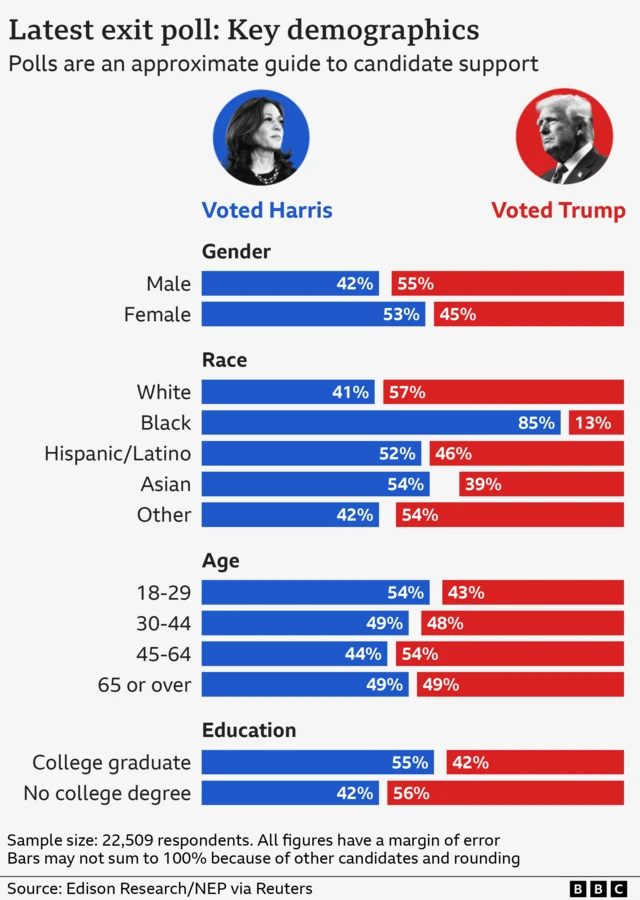 Latest exit poll: Key demographics
Polls are an approximate guide to candidate support
Voted Harris Voted Trump
Gender
Male 42% 55%
Female 53% 45%
Race
White 41% 57%
Black 85% 13%
Hispanic/Latino 52% 46%
Asian 54% 39%
Other 42% 54%
Age
18-29 54% 43%
30-44 49% 48%
45-64 44% 54%
65 or over 49% 49%
Education
College graduate 55% 42%
No college degree 42% 56%
Sample size: 22,509 respondents. All figures have a margin of error
Bars may not sum to 100% because of other candidates and rounding
Source: Edison Research/NEP via Reuters BBC